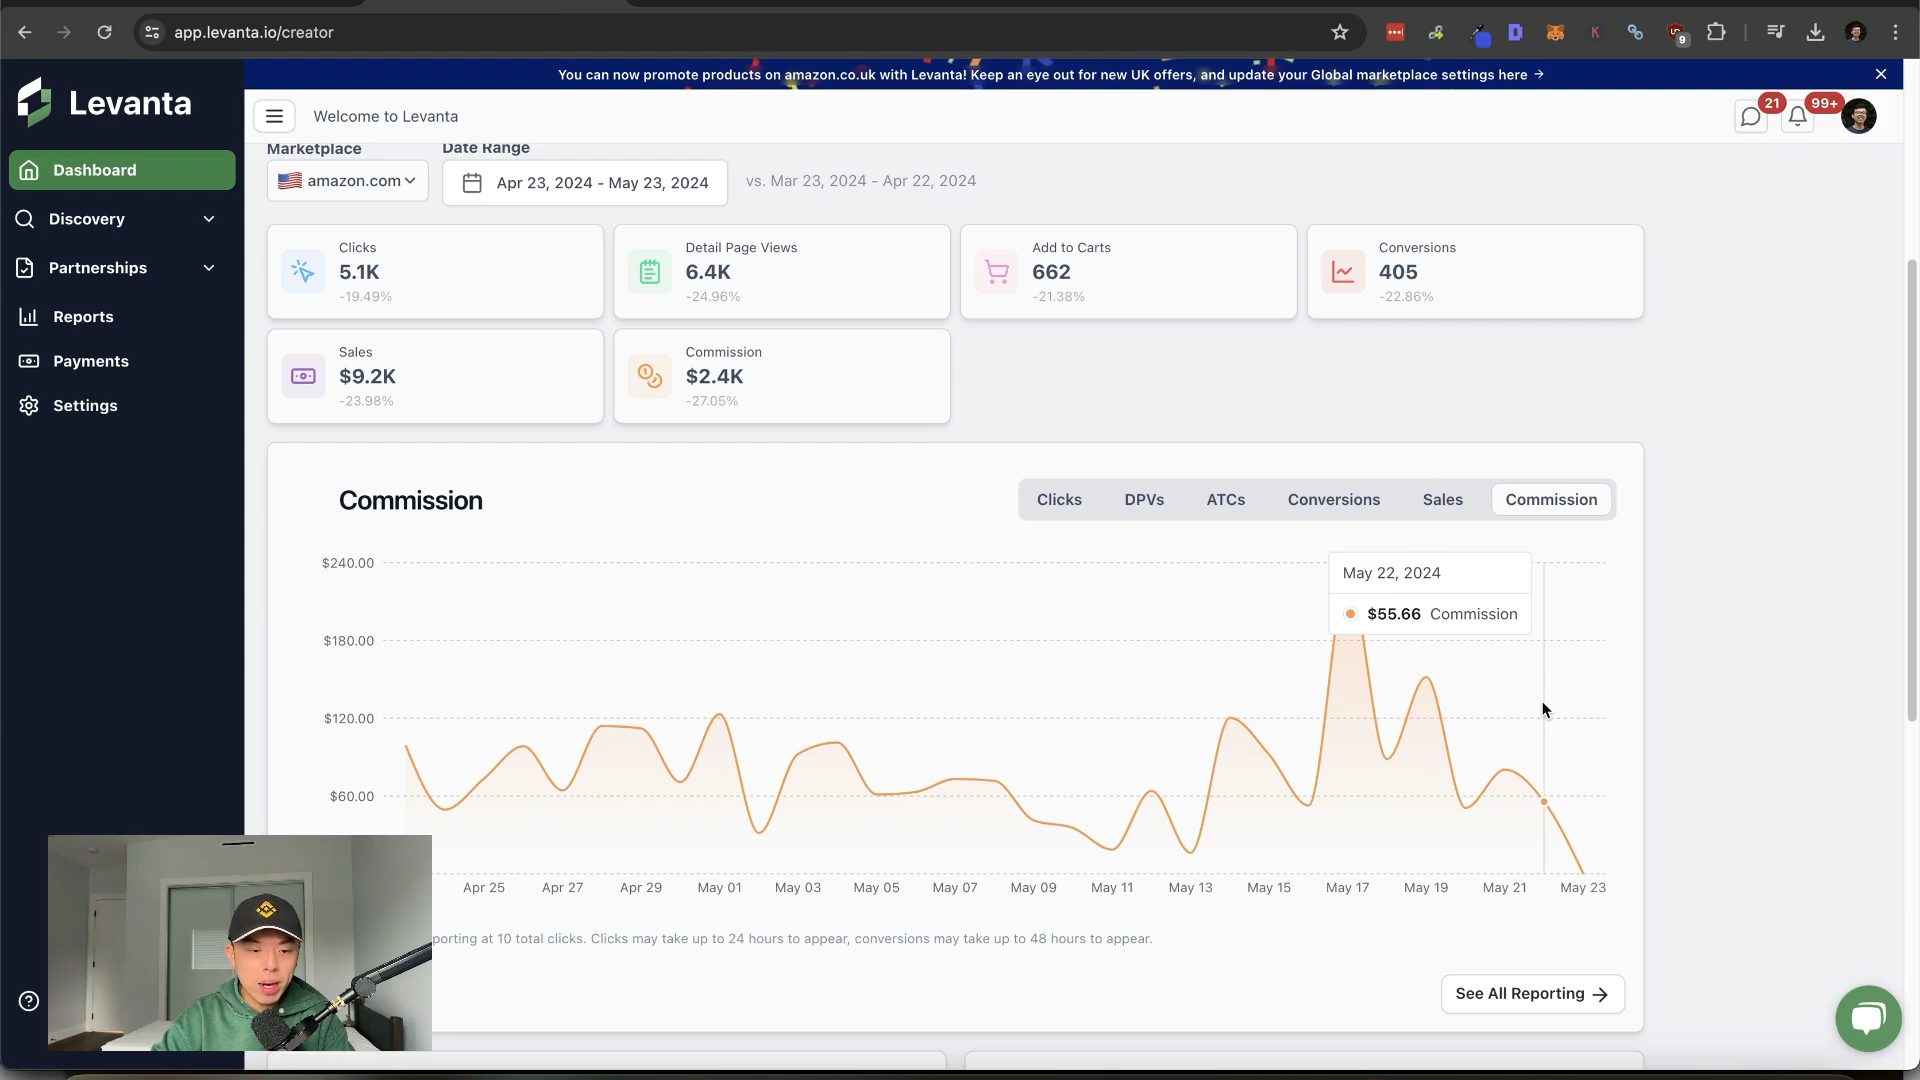 app.levanta.io/creator
9
You can now promote products on amazon.co.uk with Levanta! Keep an eye out for new UK offers, and update your Global marketplace settings here →
Levanta
Welcome to Levanta
21
99+
Dashboard
Discovery
Partnerships
Reports
Payments
Settings
Marketplace
Date Range
amazon.com
Apr 23, 2024 - May 23, 2024
vs. Mar 23, 2024 - Apr 22, 2024
Clicks
5.1K
-19.49%
Detail Page Views
6.4K
-24.96%
Add to Carts
662
-21.38%
Conversions
405
-22.86%
Sales
$9.2K
-23.98%
Commission
$2.4K
-27.05%
Commission
Clicks DPVs ATCs Conversions Sales Commission
$240.00
$180.00
$120.00
$60.00
May 22, 2024
$55.66 Commission
Apr 25 Apr 27 Apr 29 May 01 May 03 May 05 May 07 May 09 May 11 May 13 May 15 May 17 May 19 May 21 May 23
porting at 10 total clicks. Clicks may take up to 24 hours to appear, conversions may take up to 48 hours to appear.
See All Reporting →